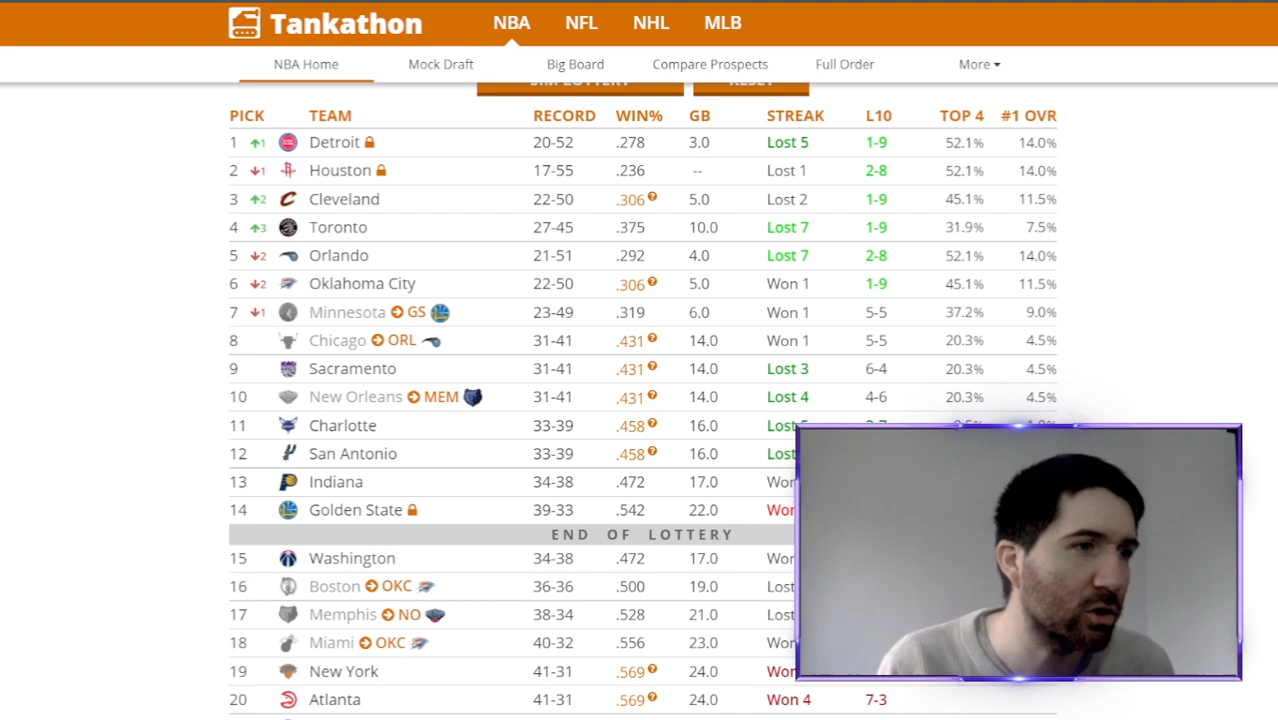 Tankathon NBA NFL NHL MLB
NBA Home Mock Draft Big Board Compare Prospects Full Order More
SIM LOTTERY RESET
PICK TEAM RECORD WIN% GB STREAK L10 TOP 4 #1 OVR
1 1 Detroit 20-52 .278 3.0 Lost 5 1-9 52.1% 14.0%
2 1 Houston 17-55 .236 -- Lost 1 2-8 52.1% 14.0%
3 2 Cleveland 22-50 .306 5.0 Lost 2 1-9 45.1% 11.5%
4 3 Toronto 27-45 .375 10.0 Lost 7 1-9 31.9% 7.5%
5 2 Orlando 21-51 .292 4.0 Lost 7 2-8 52.1% 14.0%
6 2 Oklahoma City 22-50 .306 5.0 Won 1 1-9 45.1% 11.5%
7 1 Minnesota GS 23-49 .319 6.0 Won 1 5-5 37.2% 9.0%
8 Chicago ORL 31-41 .431 14.0 Won 1 5-5 20.3% 4.5%
9 Sacramento 31-41 .431 14.0 Lost 3 6-4 20.3% 4.5%
10 New Orleans MEM 31-41 .431 14.0 Lost 4 4-6 20.3% 4.5%
11 Charlotte 33-39 .458 16.0 Lost
12 San Antonio 33-39 .458 16.0 Lost
13 Indiana 34-38 .472 17.0 Won
14 Golden State 39-33 .542 22.0 Won
END OF LOTTERY
15 Washington 34-38 .472 17.0 Won
16 Boston OKC 36-36 .500 19.0 Lost
17 Memphis NO 38-34 .528 21.0 Lost
18 Miami OKC 40-32 .556 23.0 Won
19 New York 41-31 .569 24.0 Won
20 Atlanta 41-31 .569 24.0 Won 4 7-3